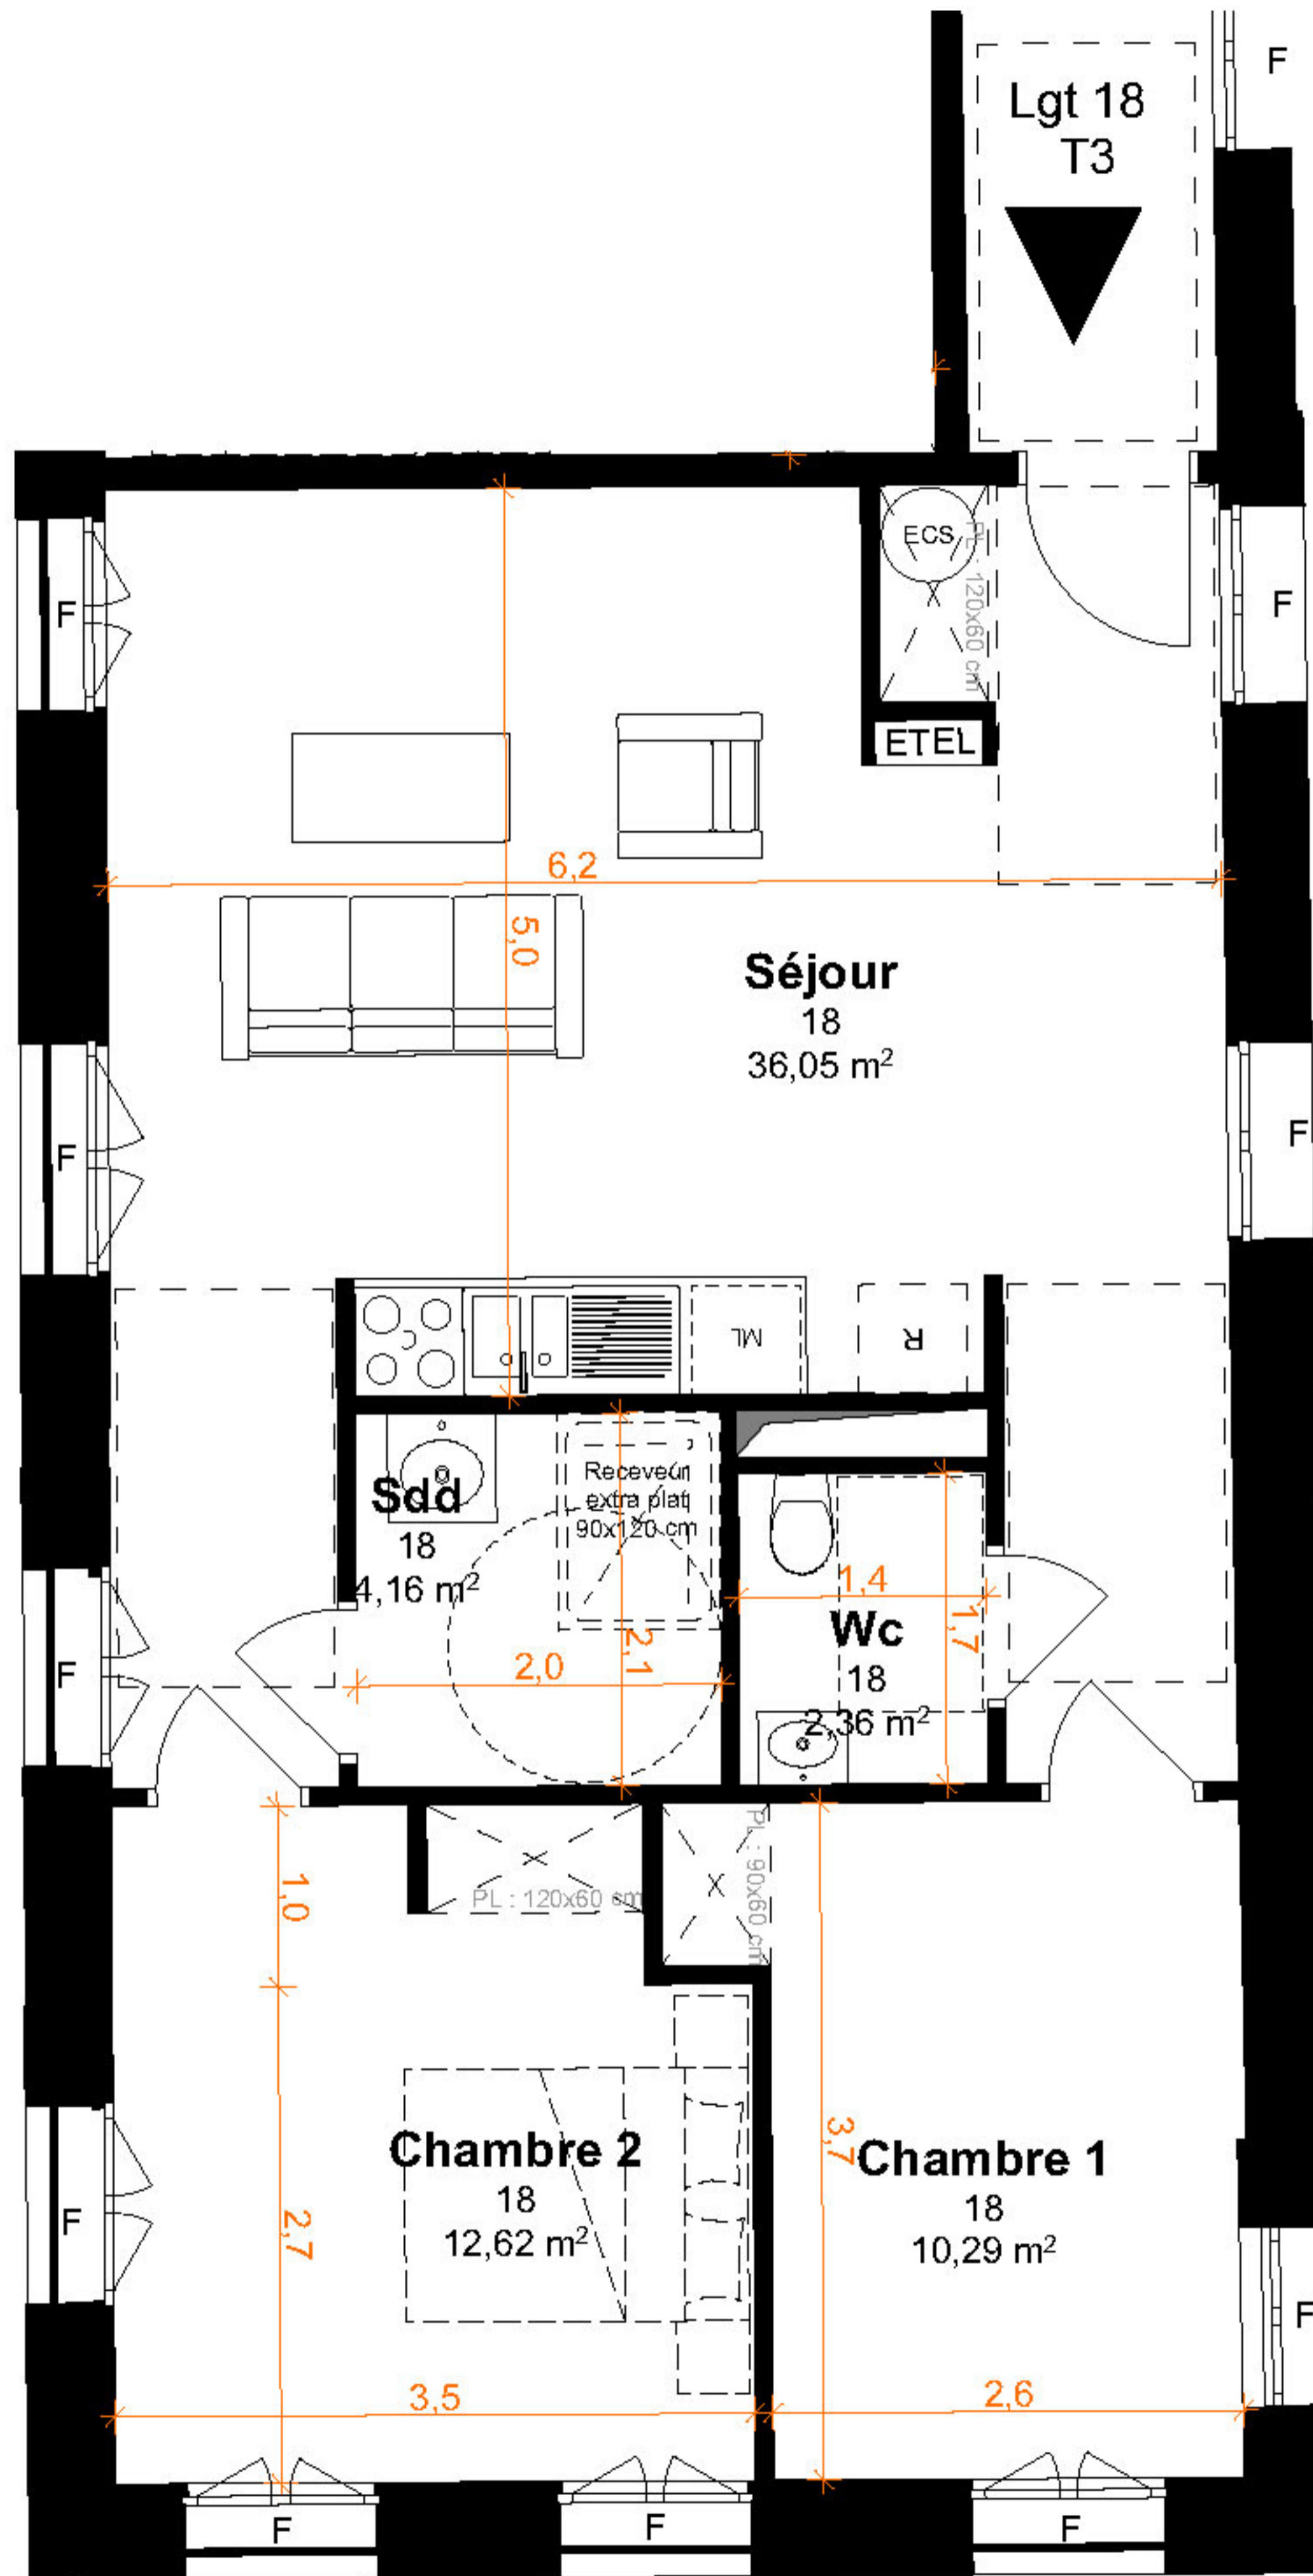 F
Lgt 18
T3
ECS
PL : 120x60 cm
F
F
ETEL
6,2
5,0
Séjour
18
36,05 m²
F
F
ML
R
Receveur
extra plat
90x120 cm
Sdd
18
4,16 m²
1,4
1,7
Wc
18
2,36 m²
2,1
2,0
F
PL : 120x60 cm
PL : 90x60 cm
1,0
Chambre 2
18
12,62 m²
3,7
Chambre 1
18
10,29 m²
2,7
F
F
3,5
2,6
F
F
F